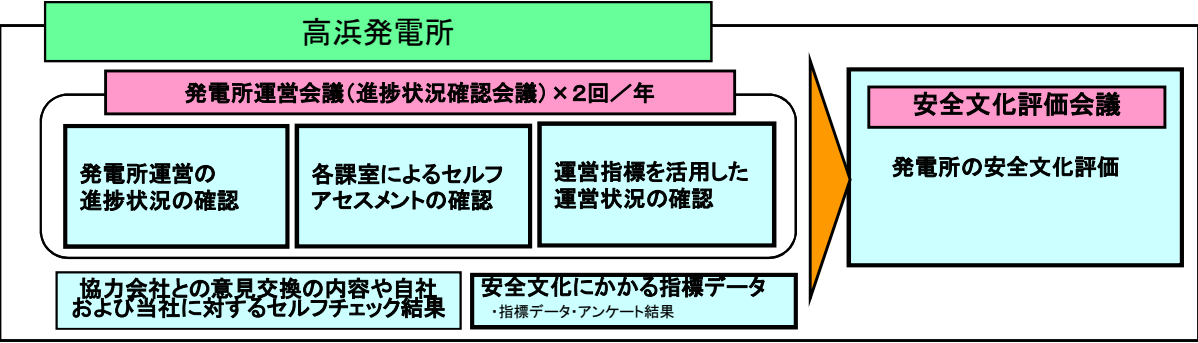 高浜発電所
発電所運営会議(進捗状況確認会議)×2回/年
発電所運営の
進捗状況の確認
各課室によるセルフ
アセスメントの確認
運営指標を活用した
運営状況の確認
協力会社との意見交換の内容や自社
および当社に対するセルフチェック結果
安全文化にかかる指標データ
・指標データ・アンケート結果
安全文化評価会議
発電所の安全文化評価